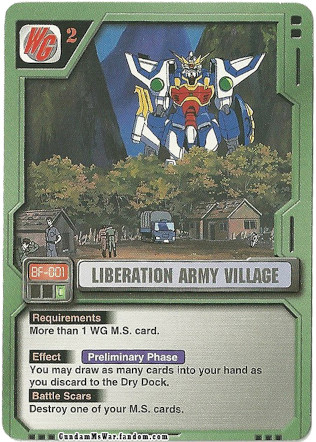 WG 2
BF-001
LIBERATION ARMY VILLAGE
C
Requirements
More than 1 WG M.S. card.
Effect Preliminary Phase
You may draw as many cards into your hand as
you discard to the Dry Dock.
Battle Scars
Destroy one of your M.S. cards.
GundamMsWar.fandom.com